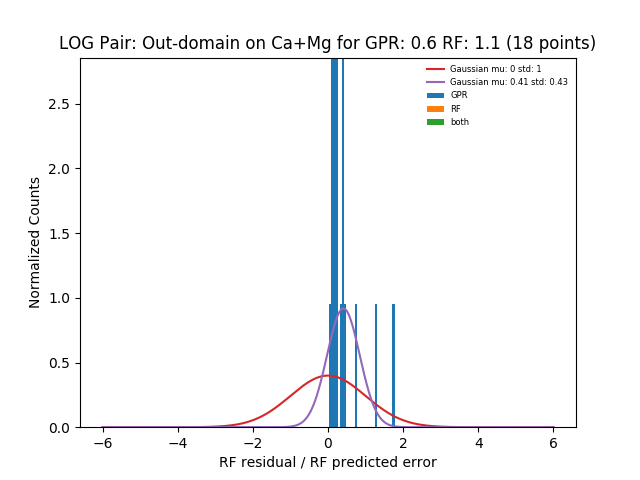 LOG Pair: Out-domain on Ca+Mg for GPR: 0.6 RF: 1.1 (18 points)
Gaussian mu: 0 std: 1
Gaussian mu: 0.41 std: 0.43
GPR
RF
both
Normalized Counts
2.5
2.0
1.5
1.0
0.5
0.0
−6
−4
−2
0
2
4
6
RF residual / RF predicted error